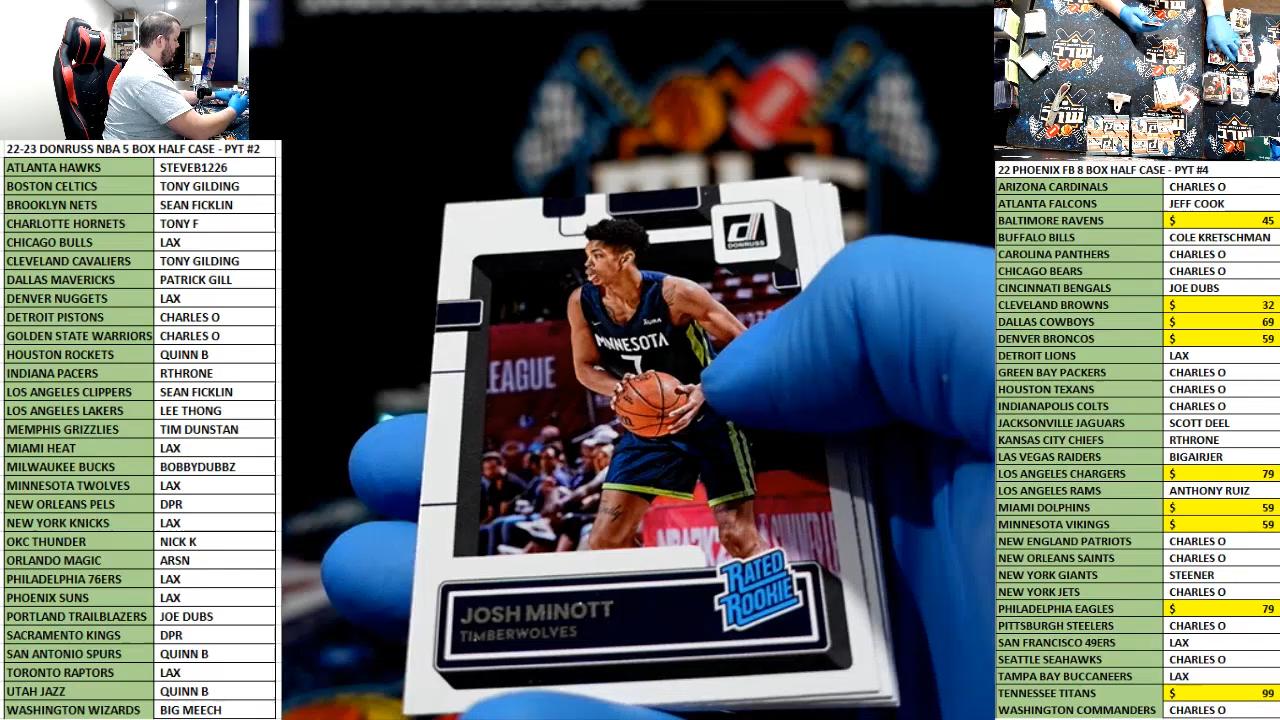 22-23 DONRUSS NBA 5 BOX HALF CASE - PYT #2
ATLANTA HAWKS STEVEB1226
BOSTON CELTICS TONY GILDING
BROOKLYN NETS SEAN FICKLIN
CHARLOTTE HORNETS TONY F
CHICAGO BULLS LAX
CLEVELAND CAVALIERS TONY GILDING
DALLAS MAVERICKS PATRICK GILL
DENVER NUGGETS LAX
DETROIT PISTONS CHARLES O
GOLDEN STATE WARRIORS CHARLES O
HOUSTON ROCKETS QUINN B
INDIANA PACERS RTHRONE
LOS ANGELES CLIPPERS SEAN FICKLIN
LOS ANGELES LAKERS LEE THONG
MEMPHIS GRIZZLIES TIM DUNSTAN
MIAMI HEAT LAX
MILWAUKEE BUCKS BOBBYDUBBZ
MINNESOTA TWOLVES LAX
NEW ORLEANS PELS DPR
NEW YORK KNICKS LAX
OKC THUNDER NICK K
ORLANDO MAGIC ARSN
PHILADELPHIA 76ERS LAX
PHOENIX SUNS LAX
PORTLAND TRAILBLAZERS JOE DUBS
SACRAMENTO KINGS DPR
SAN ANTONIO SPURS QUINN B
TORONTO RAPTORS LAX
UTAH JAZZ QUINN B
WASHINGTON WIZARDS BIG MEECH
DONRUSS
MINNESOTA
7
LEAGUE
RATED
ROOKIE
JOSH MINOTT
TIMBERWOLVES
22 PHOENIX FB 8 BOX HALF CASE - PYT #4
ARIZONA CARDINALS CHARLES O
ATLANTA FALCONS JEFF COOK
BALTIMORE RAVENS $ 45
BUFFALO BILLS COLE KRETSCHMAN
CAROLINA PANTHERS CHARLES O
CHICAGO BEARS CHARLES O
CINCINNATI BENGALS JOE DUBS
CLEVELAND BROWNS $ 32
DALLAS COWBOYS $ 69
DENVER BRONCOS $ 59
DETROIT LIONS LAX
GREEN BAY PACKERS CHARLES O
HOUSTON TEXANS CHARLES O
INDIANAPOLIS COLTS CHARLES O
JACKSONVILLE JAGUARS SCOTT DEEL
KANSAS CITY CHIEFS RTHRONE
LAS VEGAS RAIDERS BIGAIRJER
LOS ANGELES CHARGERS $ 79
LOS ANGELES RAMS ANTHONY RUIZ
MIAMI DOLPHINS $ 59
MINNESOTA VIKINGS $ 59
NEW ENGLAND PATRIOTS CHARLES O
NEW ORLEANS SAINTS CHARLES O
NEW YORK GIANTS STEENER
NEW YORK JETS CHARLES O
PHILADELPHIA EAGLES $ 79
PITTSBURGH STEELERS CHARLES O
SAN FRANCISCO 49ERS LAX
SEATTLE SEAHAWKS CHARLES O
TAMPA BAY BUCCANEERS LAX
TENNESSEE TITANS $ 99
WASHINGTON COMMANDERS CHARLES O